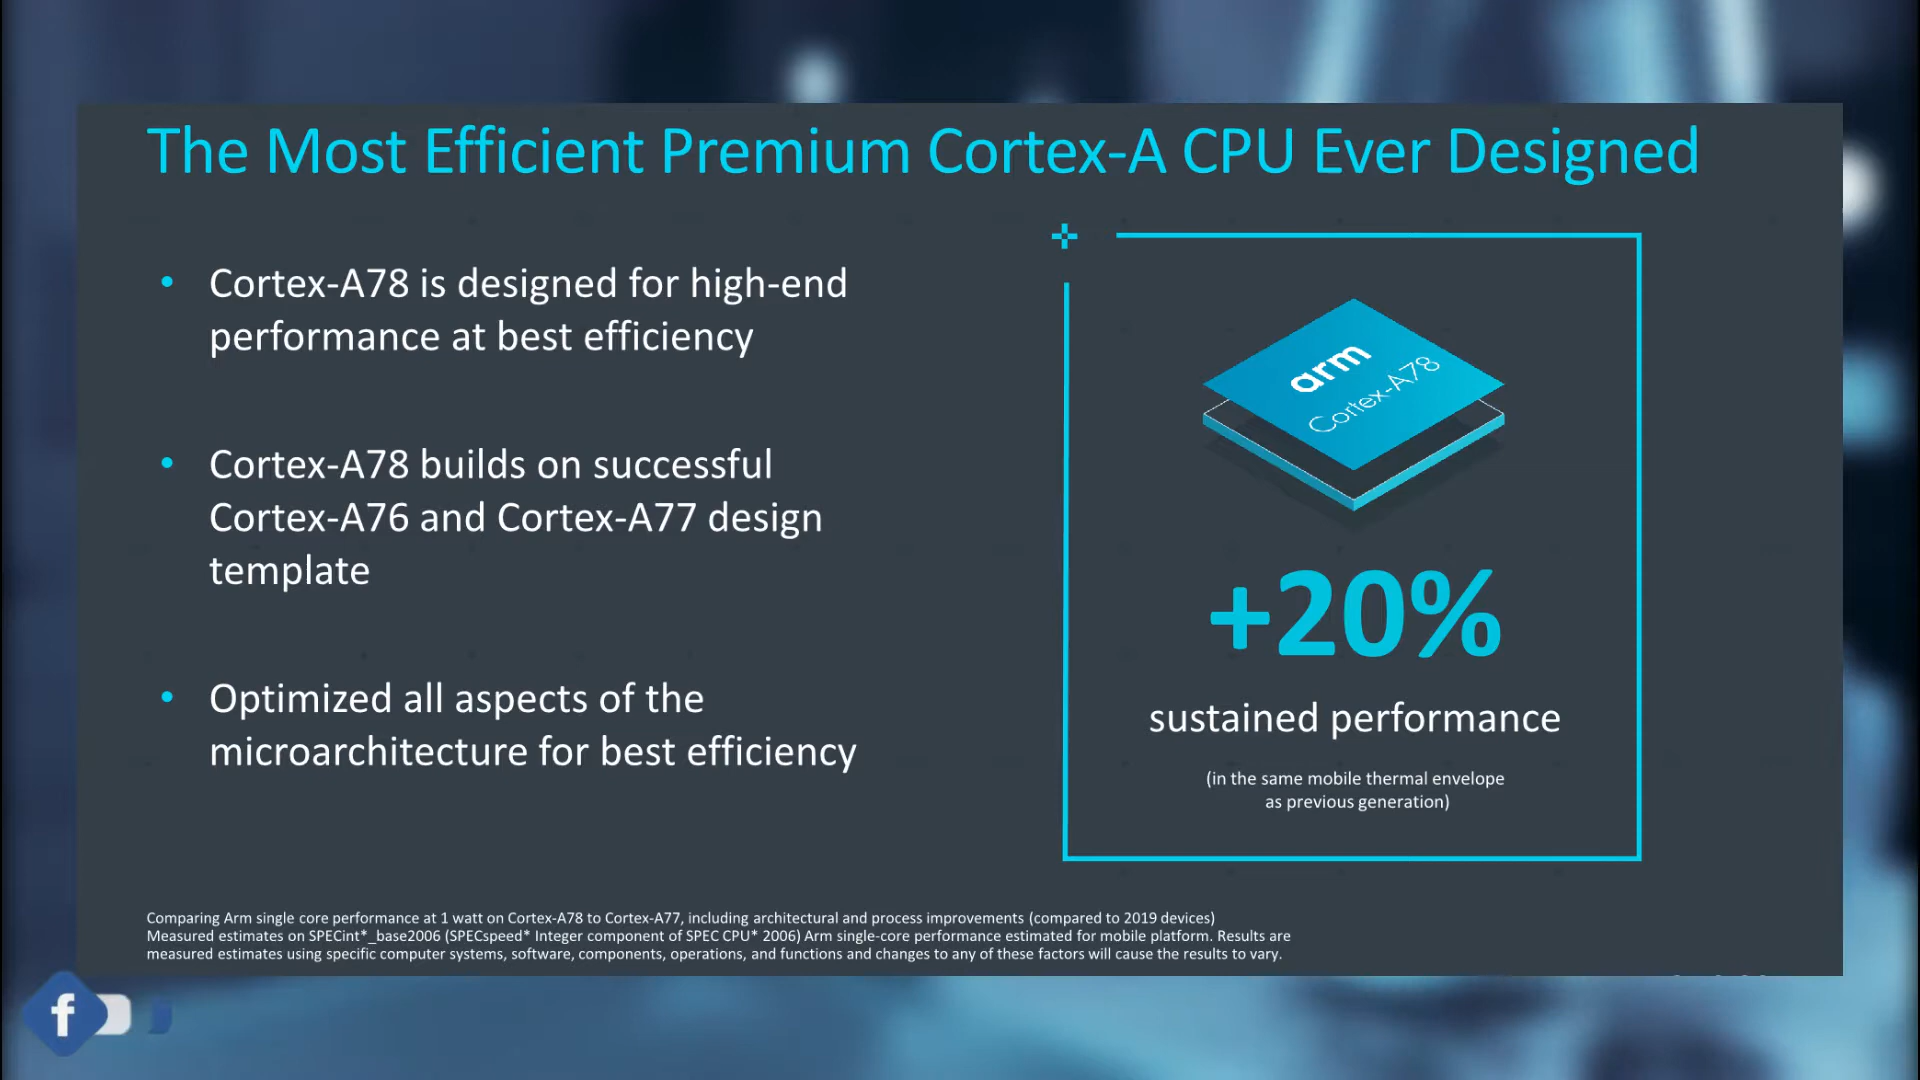 The Most Efficient Premium Cortex-A CPU Ever Designed
• Cortex-A78 is designed for high-end
performance at best efficiency
• Cortex-A78 builds on successful
Cortex-A76 and Cortex-A77 design
template
• Optimized all aspects of the
microarchitecture for best efficiency
arm
Cortex-A78
+20%
sustained performance
(in the same mobile thermal envelope
as previous generation)
Comparing Arm single core performance at 1 watt on Cortex-A78 to Cortex-A77, including architectural and process improvements (compared to 2019 devices)
Measured estimates on SPECint*_base2006 (SPECspeed* Integer component of SPEC CPU* 2006) Arm single-core performance estimated for mobile platform. Results are
measured estimates using specific computer systems, software, components, operations, and functions and changes to any of these factors will cause the results to vary.
f